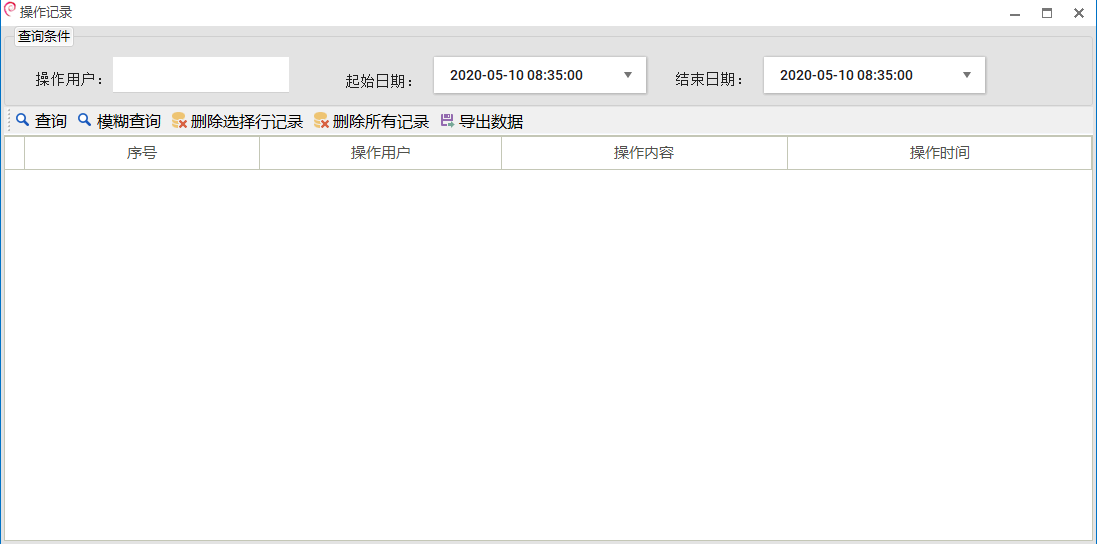 操作记录
查询条件
操作用户： 起始日期： 2020-05-10 08:35:00 结束日期： 2020-05-10 08:35:00
查询 模糊查询 删除选择行记录 删除所有记录 导出数据
序号 操作用户 操作内容 操作时间